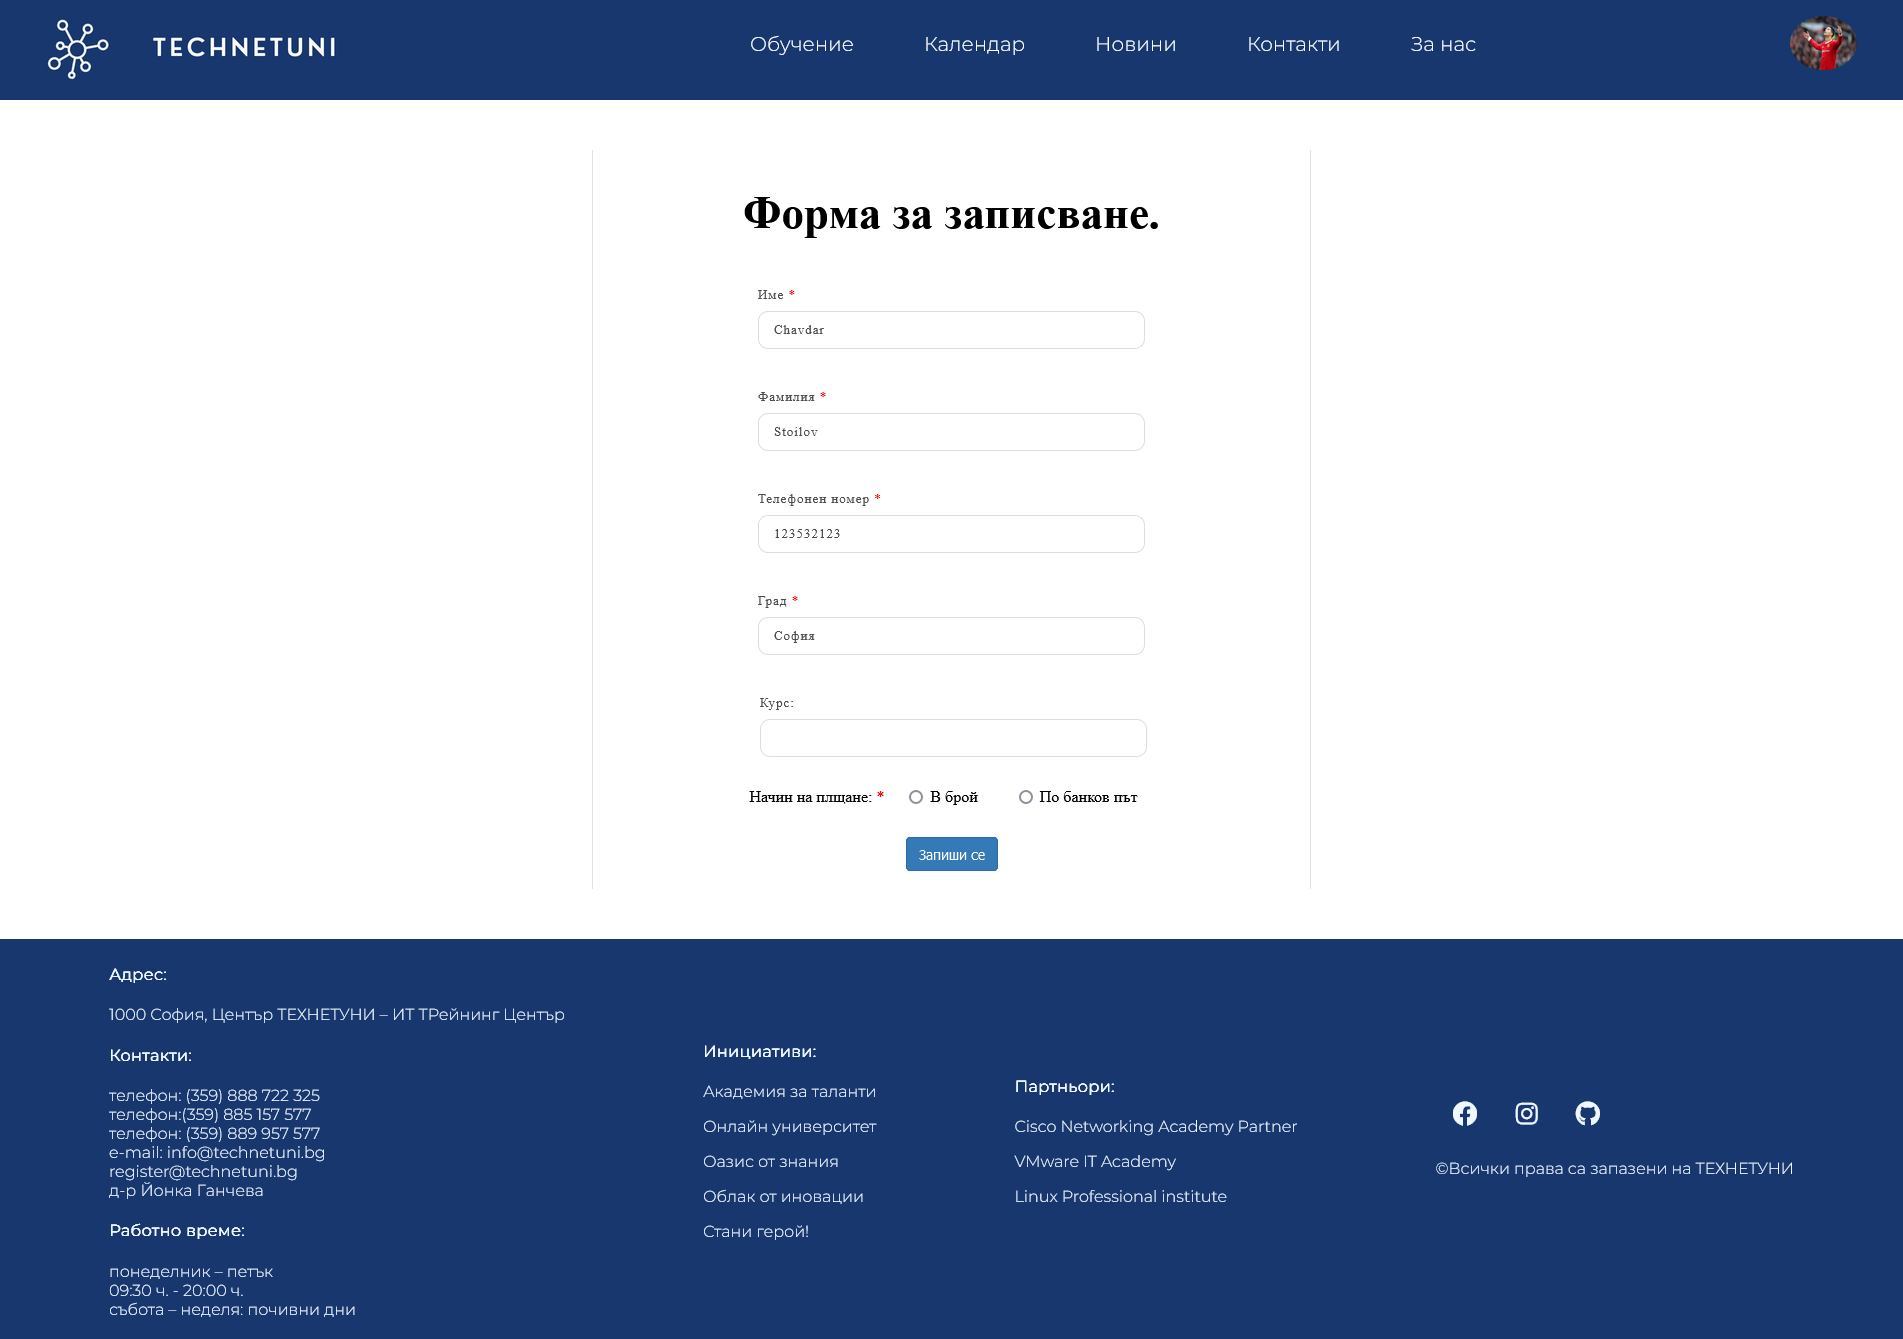 TECHNETUNI
Обучение
Календар
Новини
Контакти
За нас
Форма за записване.
Име *
Chavdar
Фамилия *
Stoilov
Телефонен номер *
123532123
Град *
София
Курс:
Начин на плщане: * В брой По банков път
Запиши се
Адрес:
1000 София, Център ТЕХНЕТУНИ – ИТ ТРейнинг Център
Контакти:
телефон: (359) 888 722 325
телефон:(359) 885 157 577
телефон: (359) 889 957 577
e-mail: info@technetuni.bg
register@technetuni.bg
д-р Йонка Ганчева
Работно време:
понеделник – петък
09:30 ч. - 20:00 ч.
събота – неделя: почивни дни
Инициативи:
Академия за таланти
Онлайн университет
Оазис от знания
Облак от иновации
Стани герой!
Партньори:
Cisco Networking Academy Partner
VMware IT Academy
Linux Professional institute
©Всички права са запазени на ТЕХНЕТУНИ